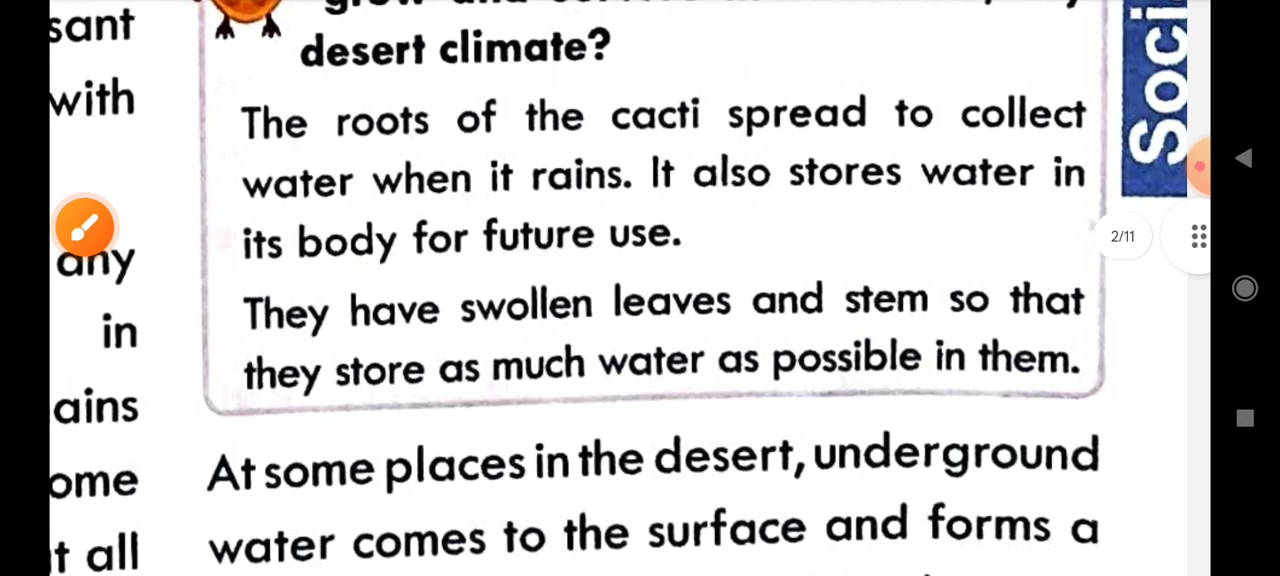 sant
with
any
in
ains
ome
t all
desert climate?
The roots of the cacti spread to collect
water when it rains. It also stores water in
its body for future use.
They have swollen leaves and stem so that
they store as much water as possible in them.
At some places in the desert, underground
water comes to the surface and forms a
Soci
2/11